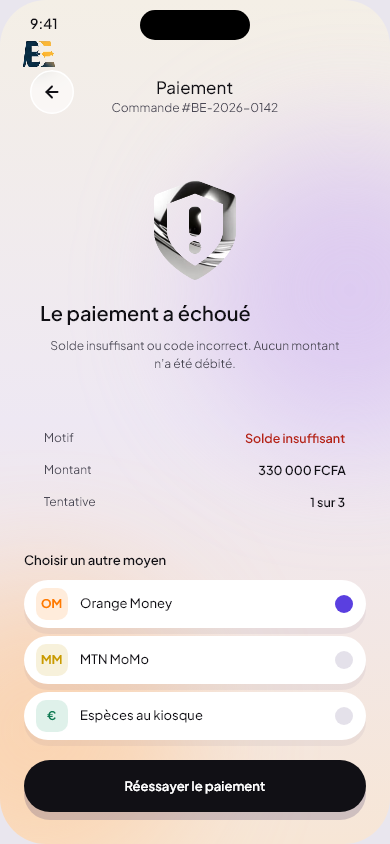 9:41
BE
Paiement
Commande #BE-2026-0142
Le paiement a échoué
Solde insuffisant ou code incorrect. Aucun montant
n'a été débité.
Motif
Solde insuffisant
Montant
330 000 FCFA
Tentative
1 sur 3
Choisir un autre moyen
OM
Orange Money
MM
MTN MoMo
€
Espèces au kiosque
Réessayer le paiement